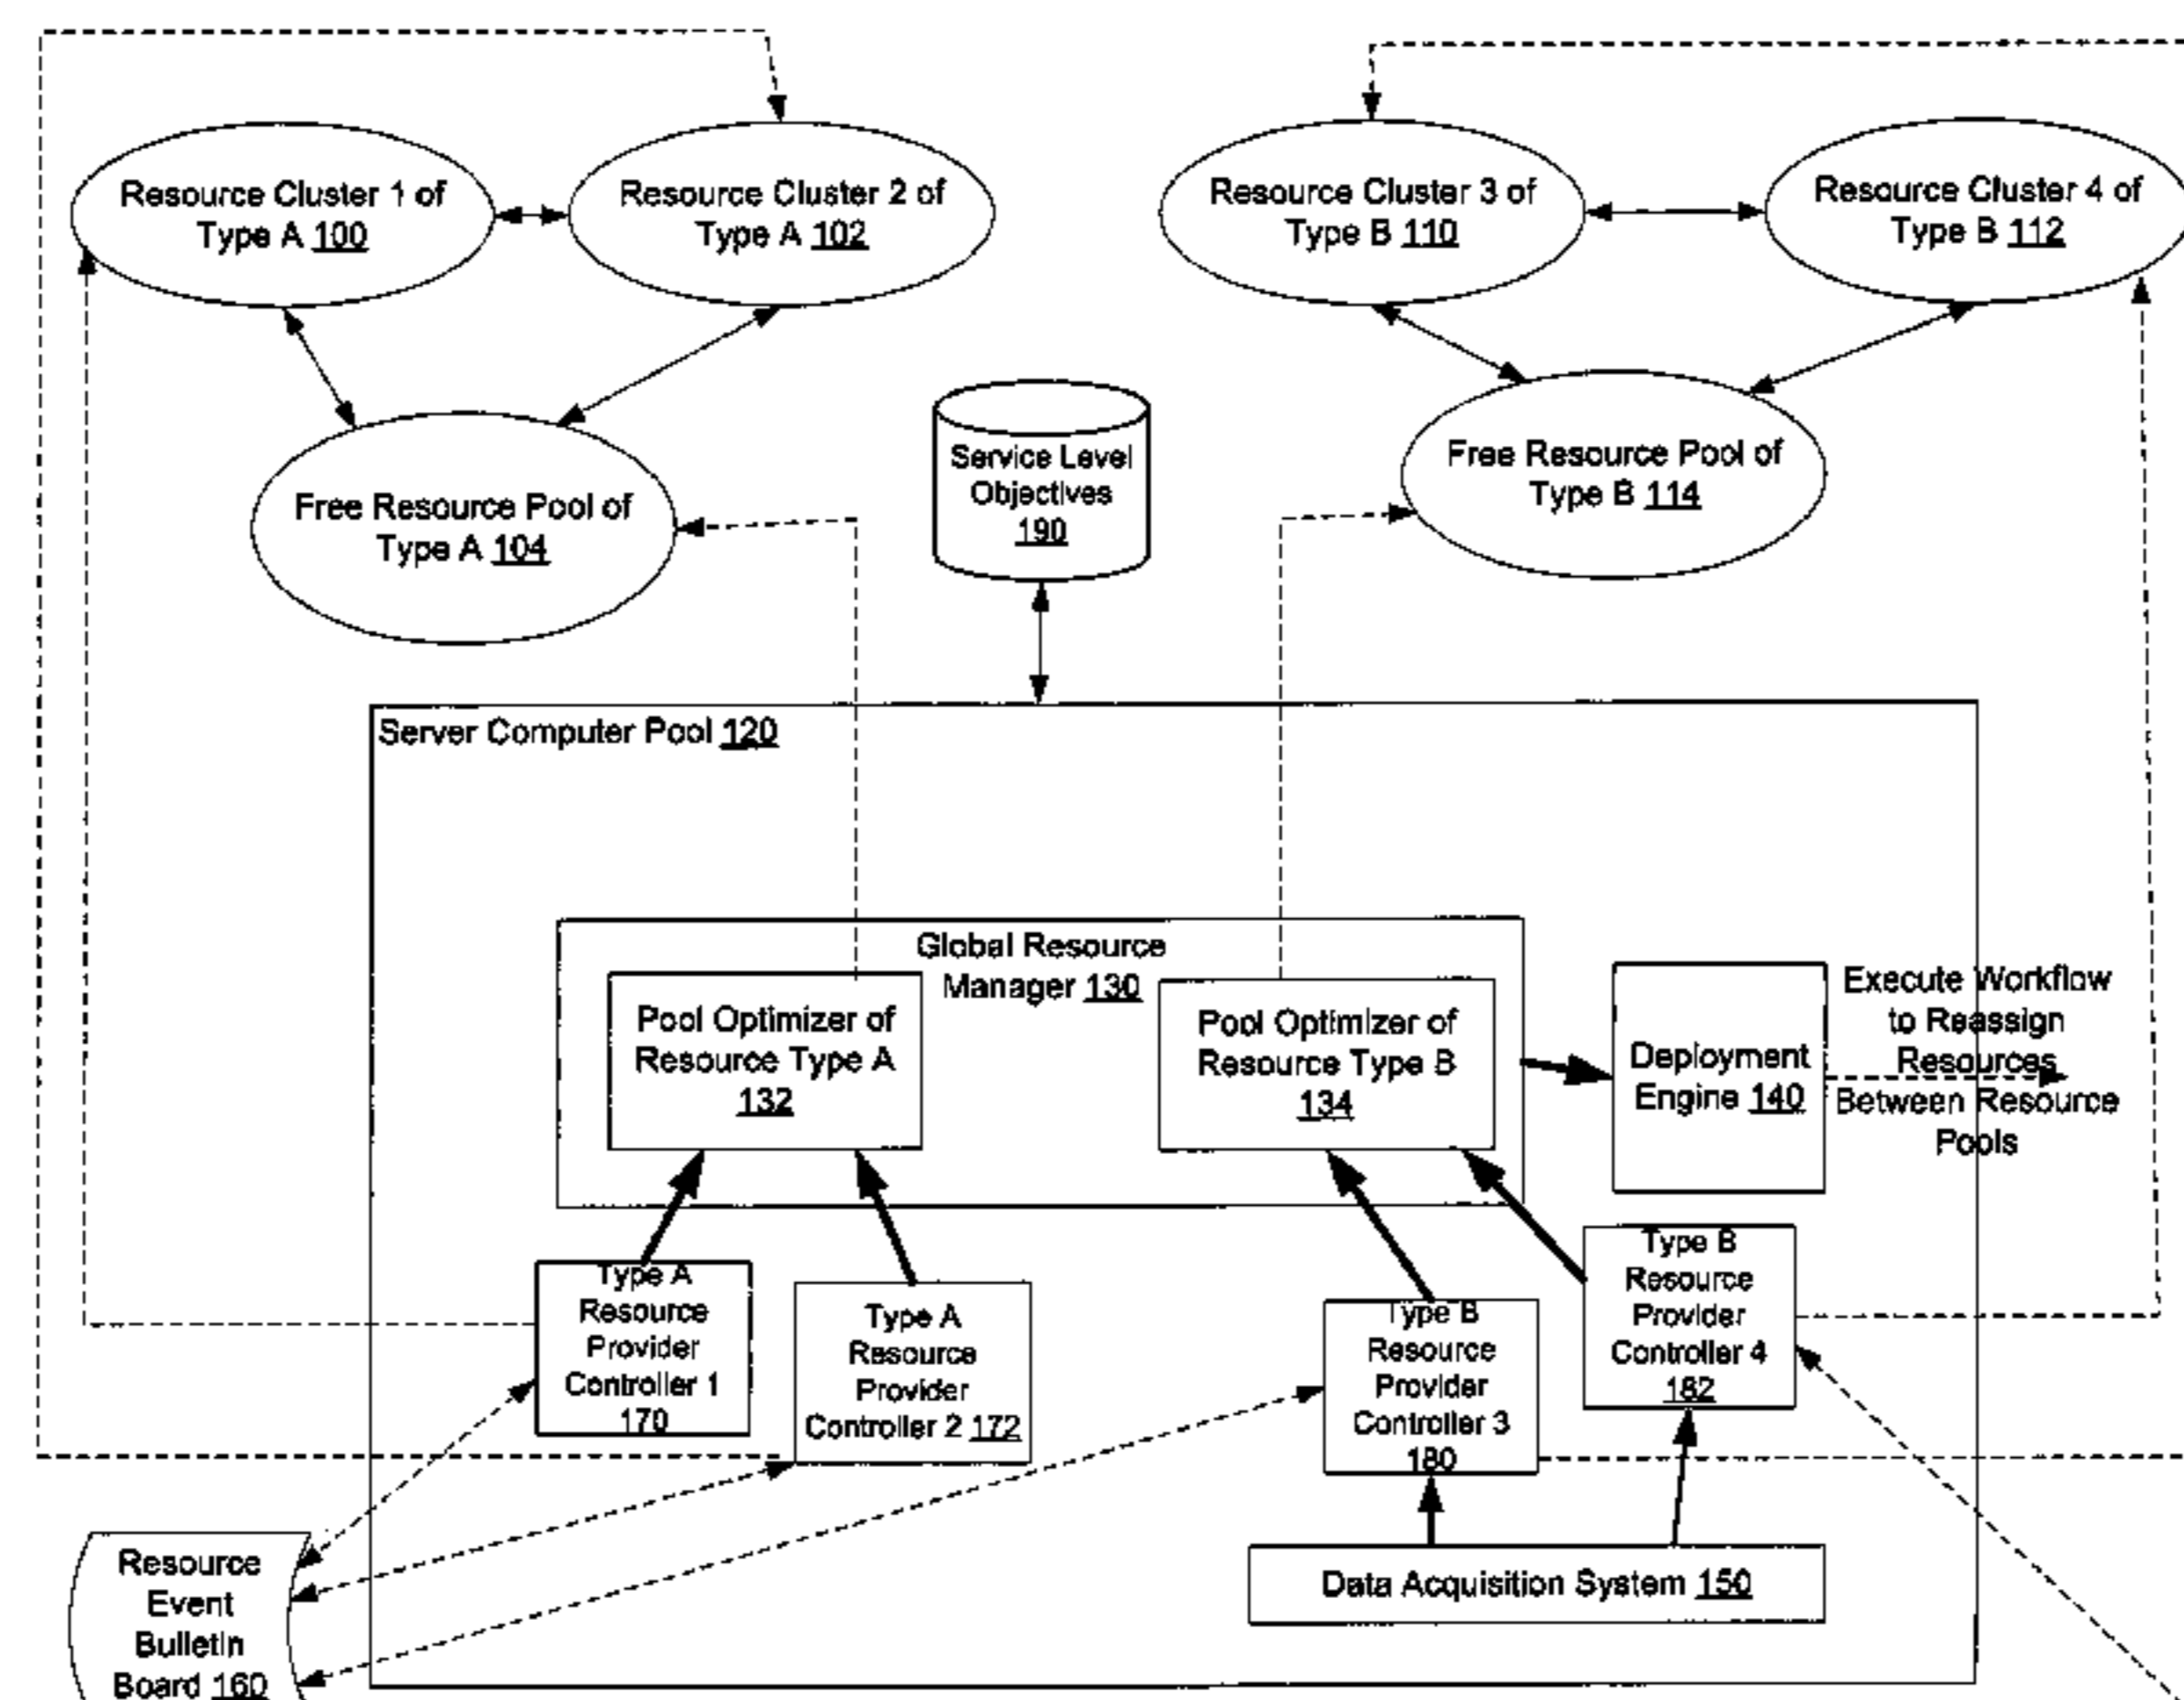 Resource Cluster 1 of
Type A 100
Resource Cluster 2 of
Type A 102
Resource Cluster 3 of
Type B 110
Resource Cluster 4 of
Type B 112
Free Resource Pool of
Type A 104
Service Level
Objectives
190
Free Resource Pool of
Type B 114
Server Computer Pool 120
Global Resource
Manager 130
Pool Optimizer of
Resource Type A
132
Pool Optimizer of
Resource Type B
134
Deployment
Engine 140
Execute Workflow
to Reassign
Resources
Between Resource
Pools
Type A
Resource
Provider
Controller 1
170
Type A
Resource
Provider
Controller 2 172
Type B
Resource
Provider
Controller 3
180
Type B
Resource
Provider
Controller 4
182
Data Acquisition System 150
Resource
Event
Bulletin
Board 160